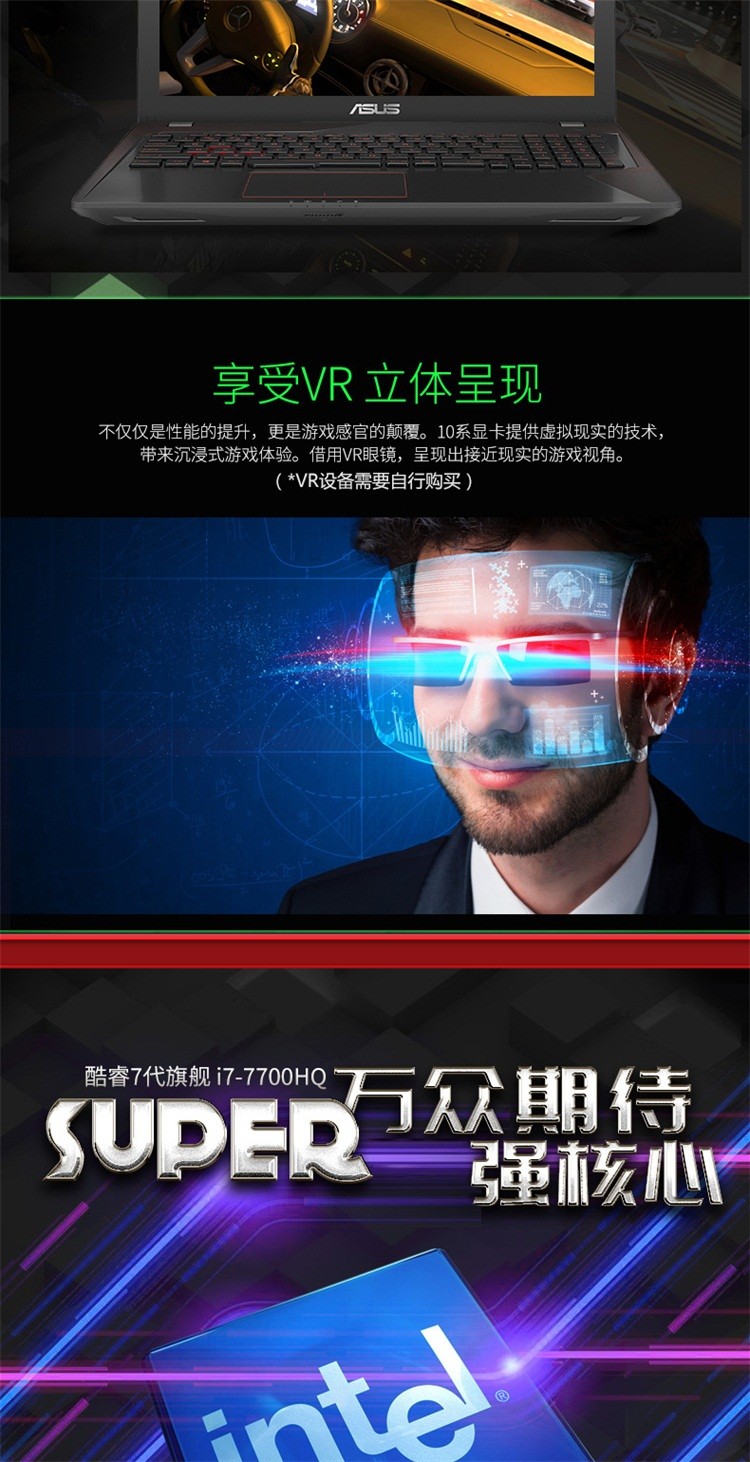 ASUS
享受VR 立体呈现
不仅仅是性能的提升，更是游戏感官的颠覆。10系显卡提供虚拟现实的技术，
带来沉浸式游戏体验。借用VR眼镜，呈现出接近现实的游戏视角。
（*VR设备需要自行购买）
酷睿7代旗舰 i7-7700HQ
SUPER
万众期待
强核心
intel®